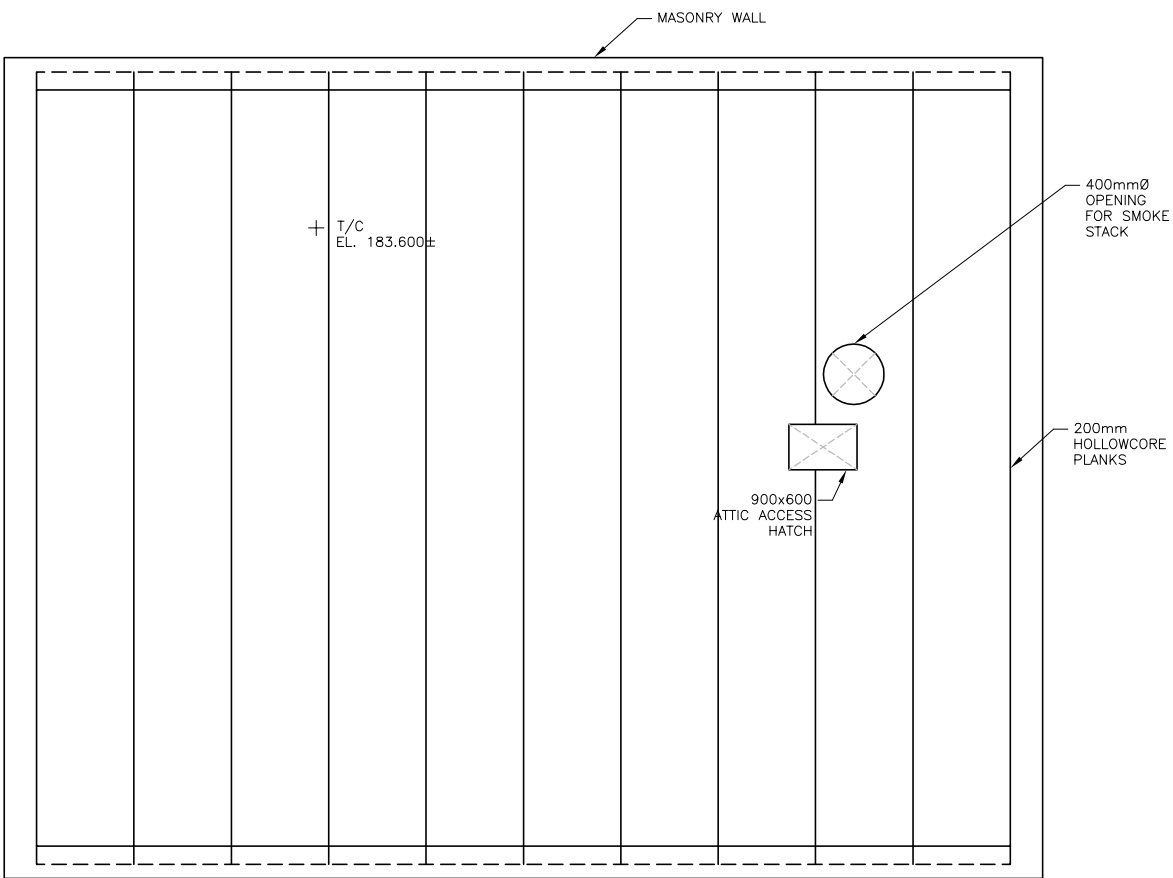 MASONRY WALL
T/C
EL. 183.600±
400mmØ
OPENING
FOR SMOKE
STACK
200mm
HOLLOWCORE
PLANKS
900x600
ATTIC ACCESS
HATCH